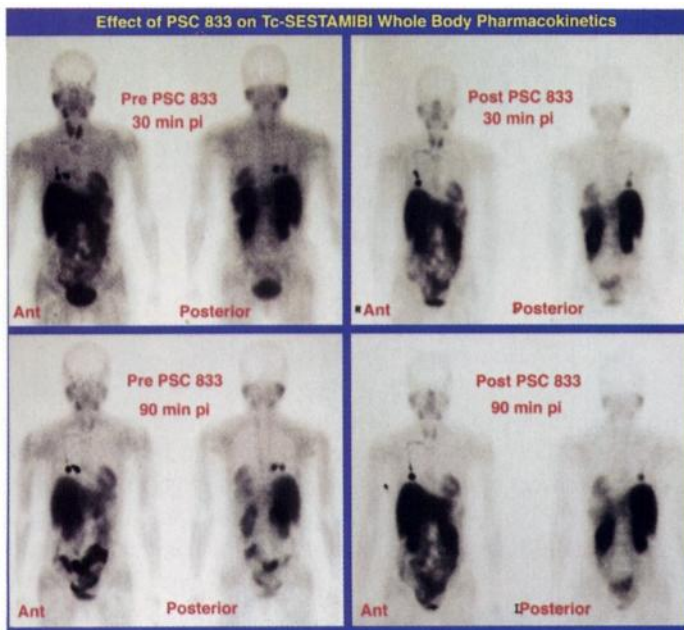 Effect of PSC 833 on Tc-SESTAMIBI Whole Body Pharmacokinetics
Pre PSC 833
30 min pi
Ant
Posterior
Post PSC 833
30 min pi
Ant
Posterior
Pre PSC 833
90 min pi
Ant
Posterior
Post PSC 833
90 min pi
Ant
Posterior